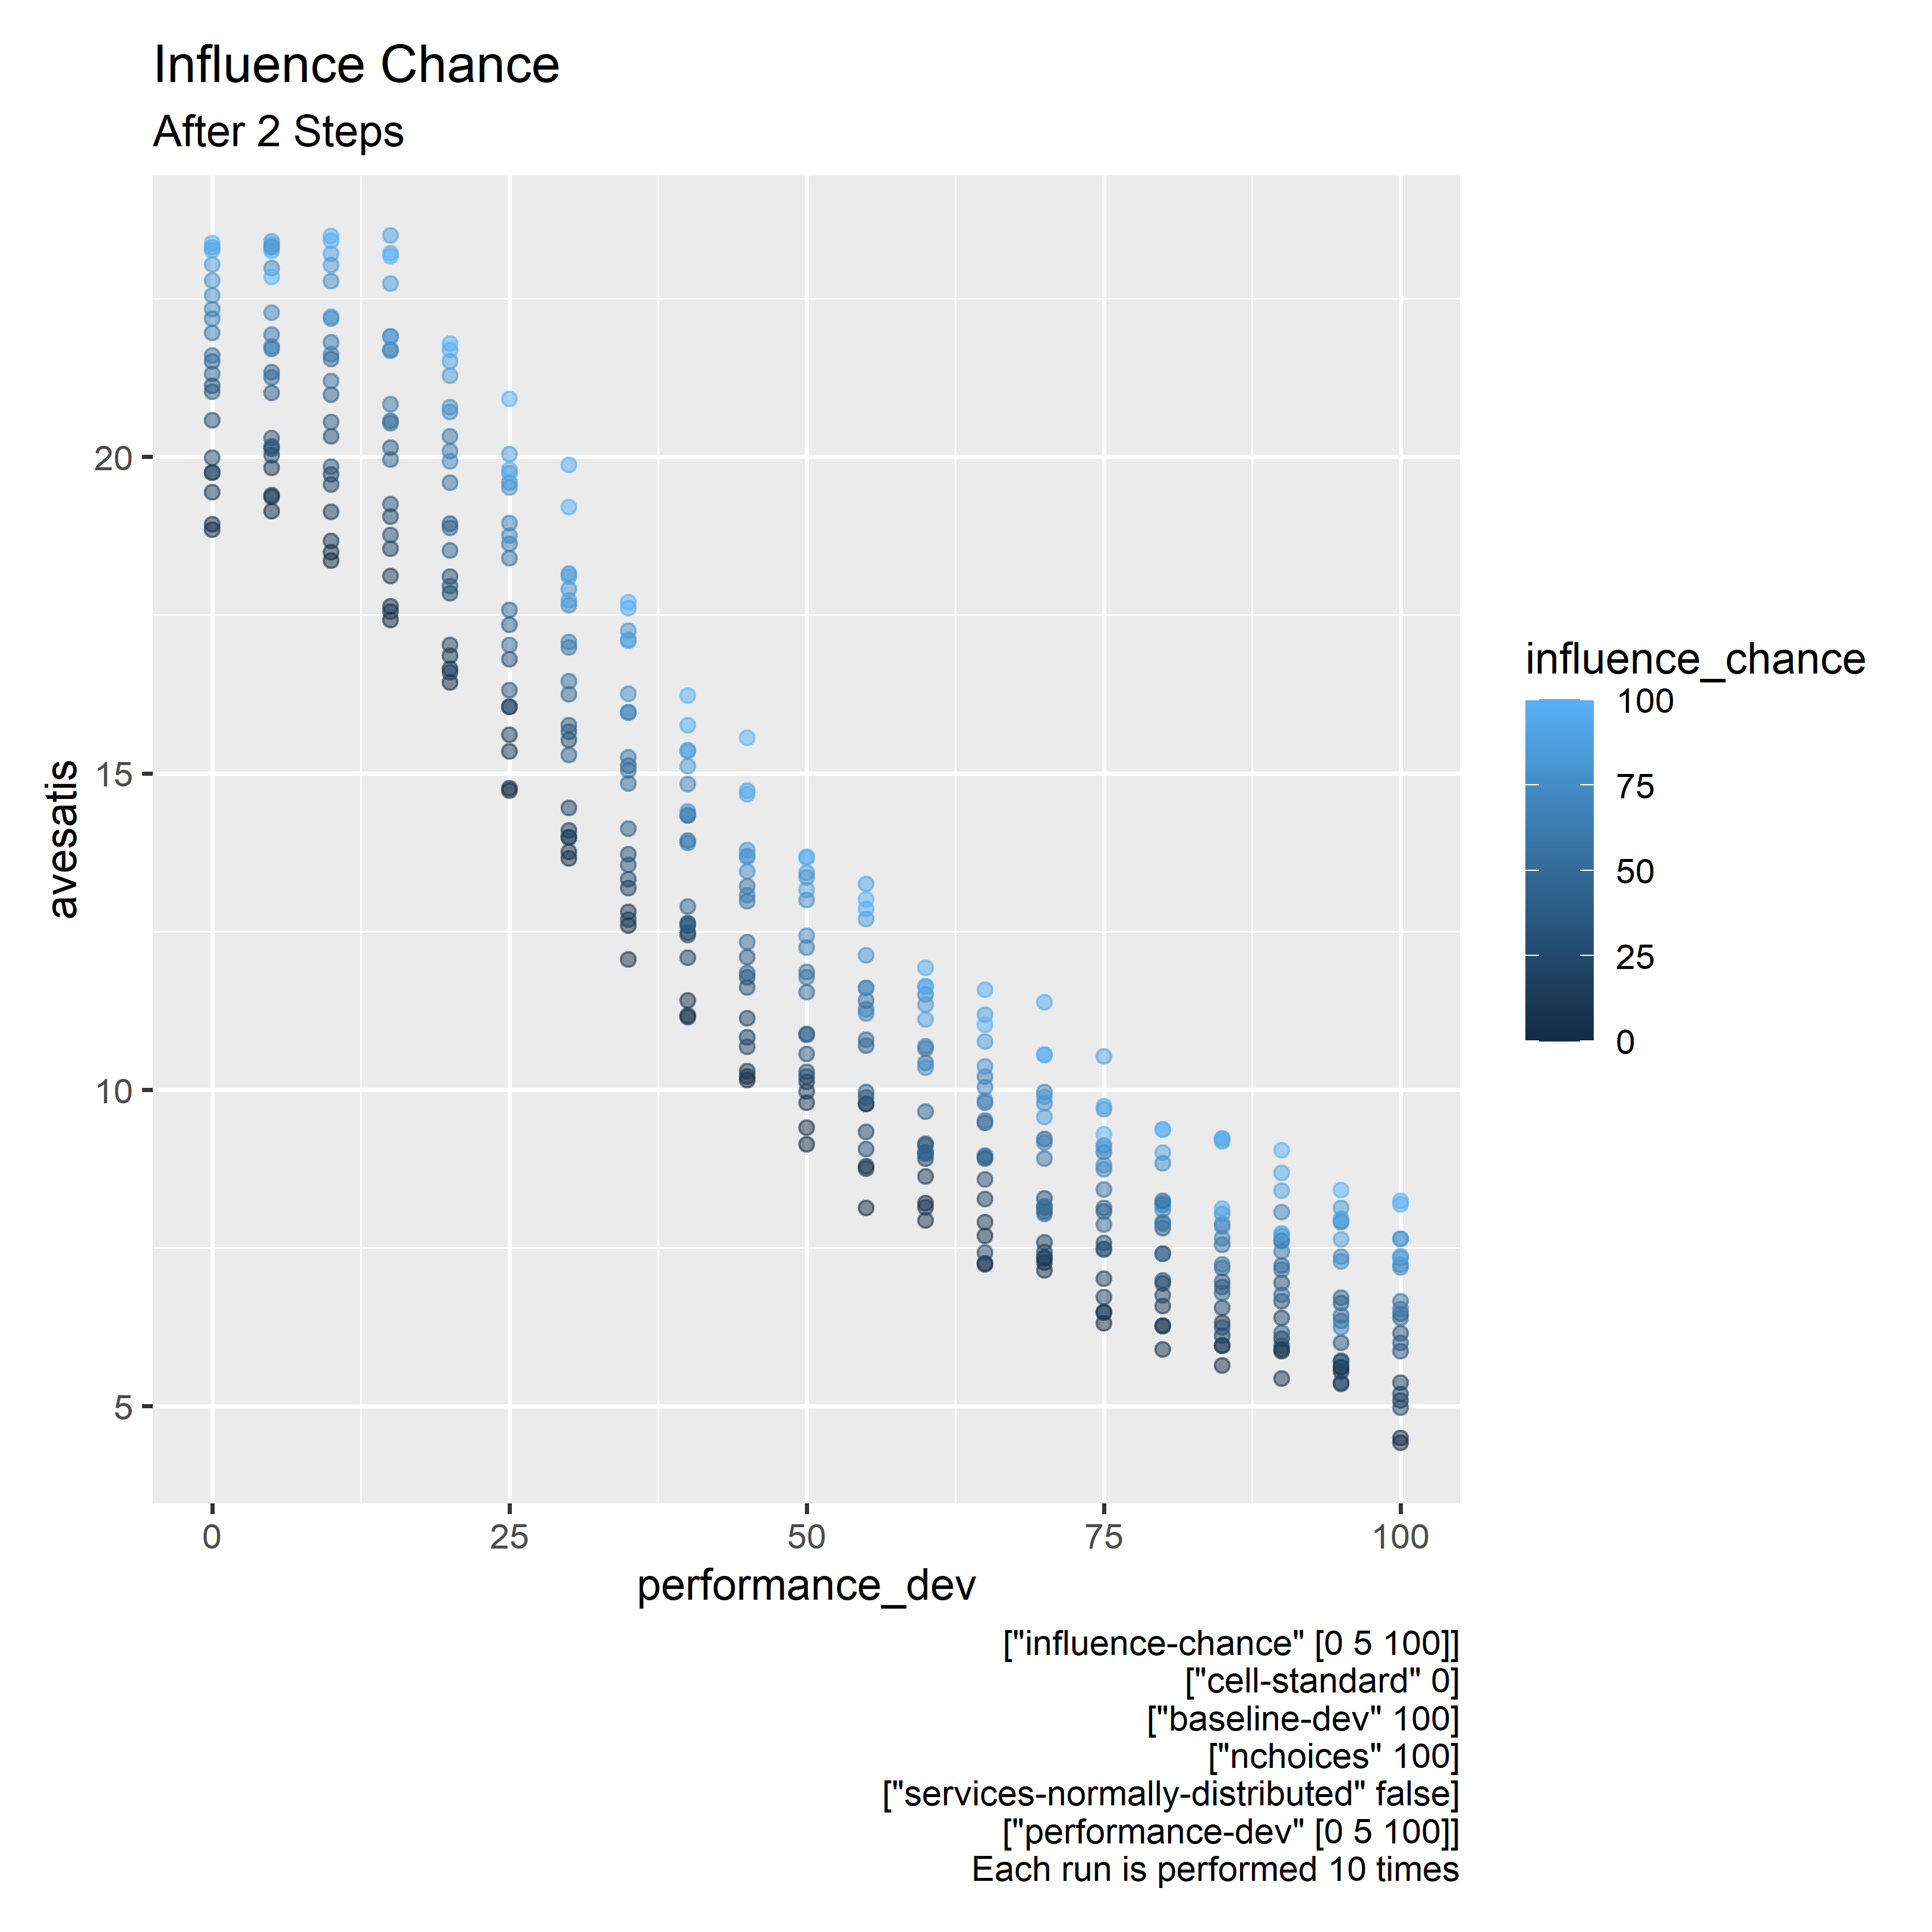 Influence Chance
After 2 Steps
avesatis
20
15
10
5
0
25
50
75
100
performance_dev
influence_chance
100
75
50
25
0
["influence-chance" [0 5 100]]
["cell-standard" 0]
["baseline-dev" 100]
["nchoices" 100]
["services-normally-distributed" false]
["performance-dev" [0 5 100]]
Each run is performed 10 times